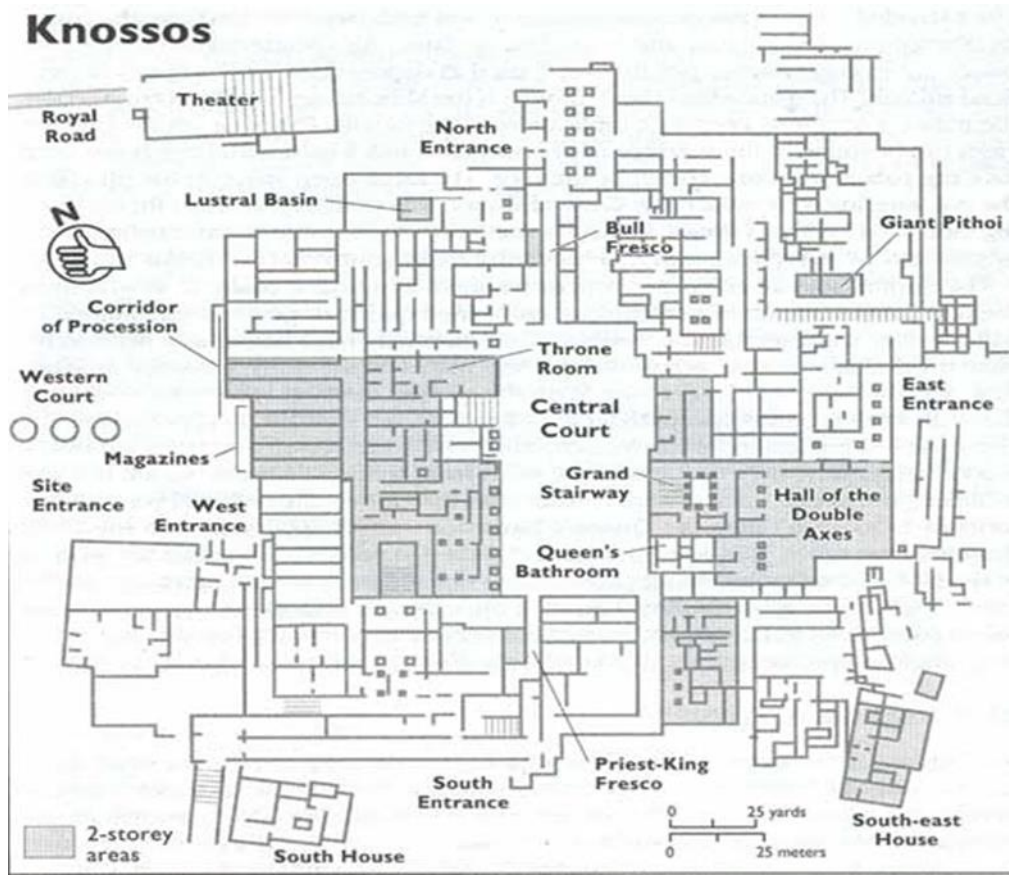 Knossos
Theater
Royal
Road
North
Entrance
Lustral Basin
Bull
Fresco
Giant Pithoi
N
Corridor
of Procession
Throne
Room
Western
Court
Central
Court
East
Entrance
Magazines
Grand
Stairway
Hall of the
Double
Axes
Site
Entrance
West
Entrance
Queen's
Bathroom
Priest-King
Fresco
South
Entrance
0 25 yards
0 25 meters
South-east
House
2-storey
areas
South House